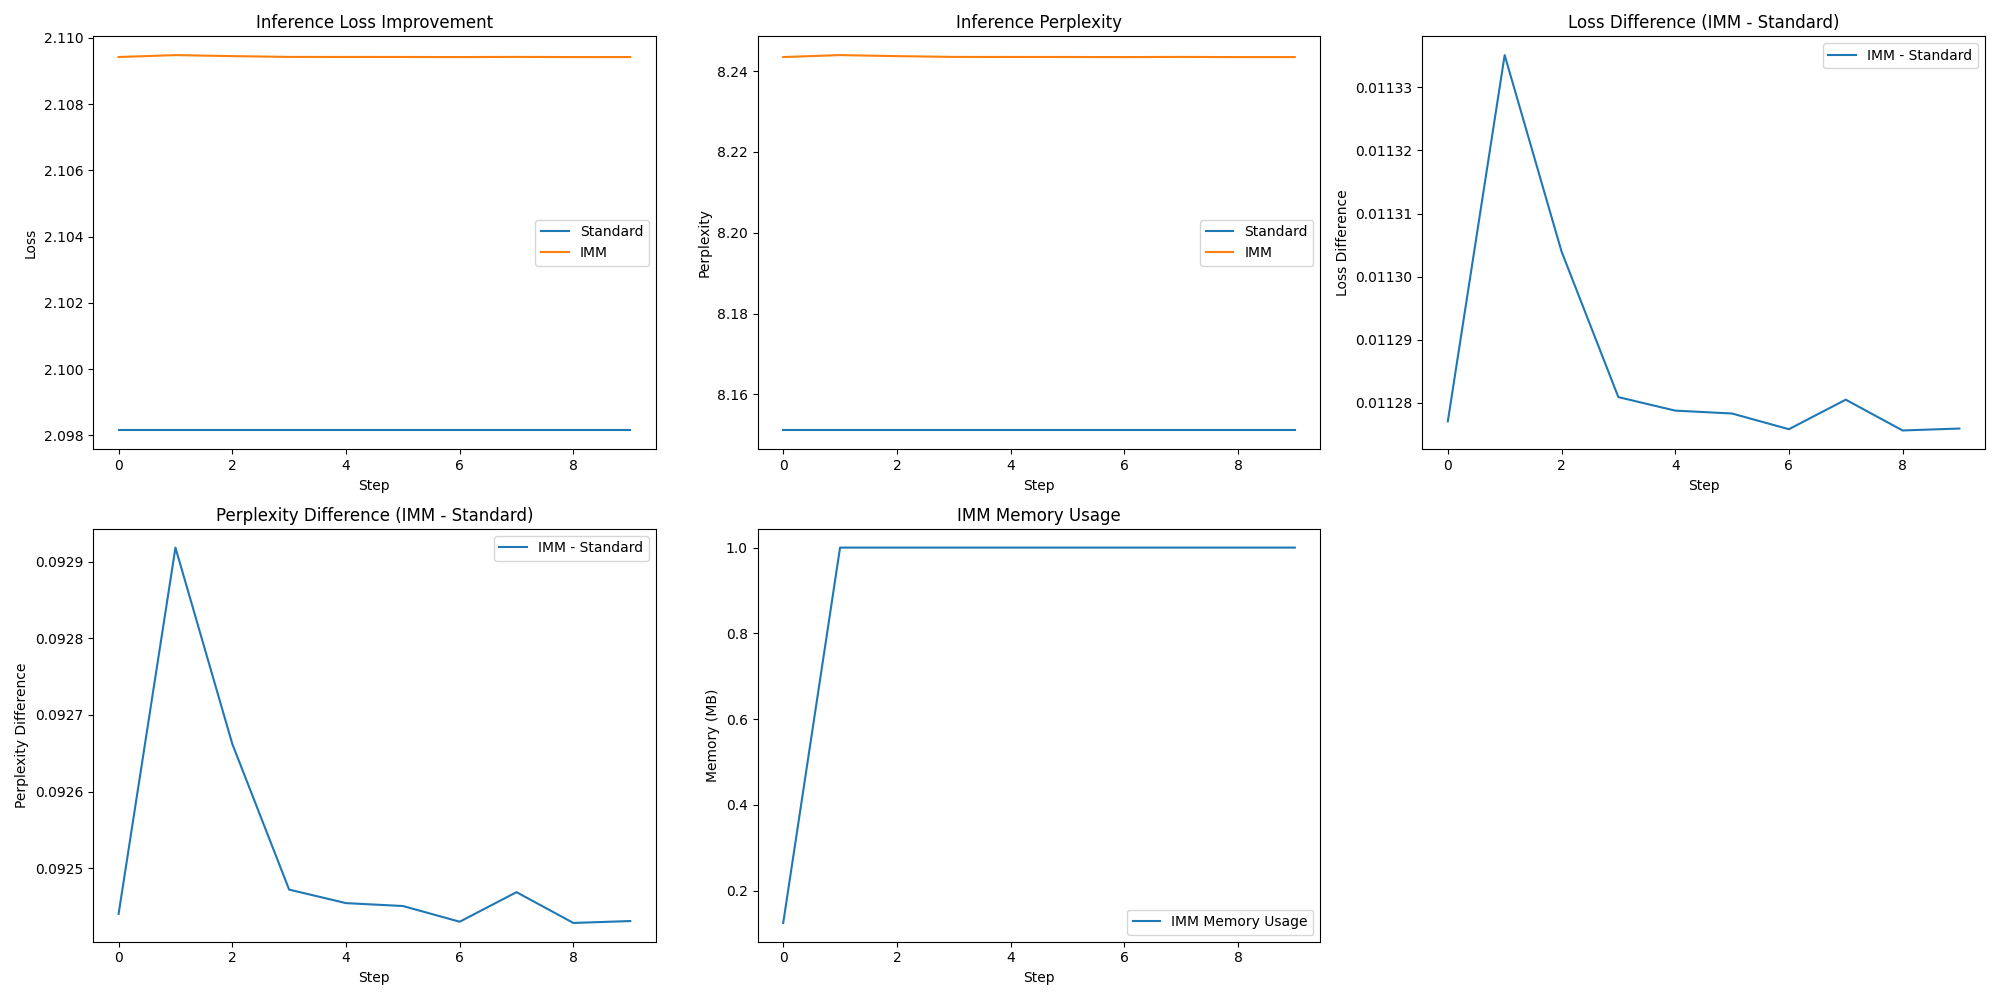 Inference Loss Improvement
2.110
2.108
2.106
2.104
2.102
2.100
2.098
Loss
Standard
IMM
0 2 4 6 8
Step
Inference Perplexity
8.24
8.22
8.20
8.18
8.16
Perplexity
Standard
IMM
0 2 4 6 8
Step
Loss Difference (IMM - Standard)
IMM - Standard
0.01133
0.01132
0.01131
0.01130
0.01129
0.01128
Loss Difference
0 2 4 6 8
Step
Perplexity Difference (IMM - Standard)
IMM - Standard
0.0929
0.0928
0.0927
0.0926
0.0925
Perplexity Difference
0 2 4 6 8
Step
IMM Memory Usage
1.0
0.8
0.6
0.4
0.2
Memory (MB)
IMM Memory Usage
0 2 4 6 8
Step